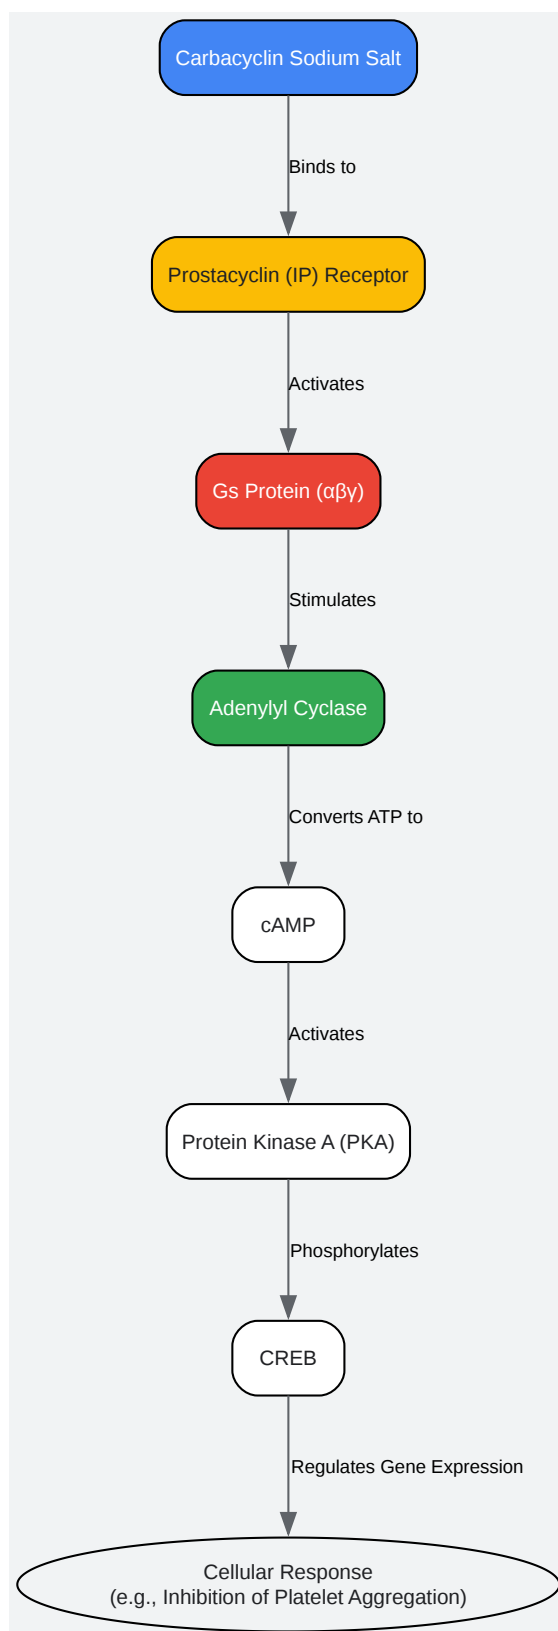 Carbacyclin Sodium Salt
Binds to
Prostacyclin (IP) Receptor
Activates
Gs Protein (αβγ)
Stimulates
Adenylyl Cyclase
Converts ATP to
cAMP
Activates
Protein Kinase A (PKA)
Phosphorylates
CREB
Regulates Gene Expression
Cellular Response
(e.g., Inhibition of Platelet Aggregation)